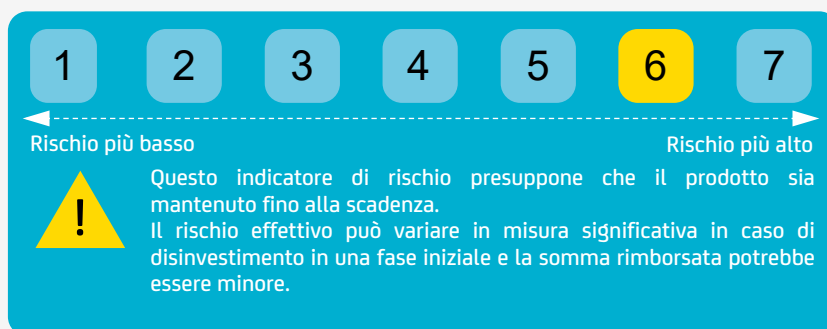 1 2 3 4 5 6 7
Rischio più basso Rischio più alto
!
Questo indicatore di rischio presuppone che il prodotto sia
mantenuto fino alla scadenza.
Il rischio effettivo può variare in misura significativa in caso di
disinvestimento in una fase iniziale e la somma rimborsata potrebbe
essere minore.